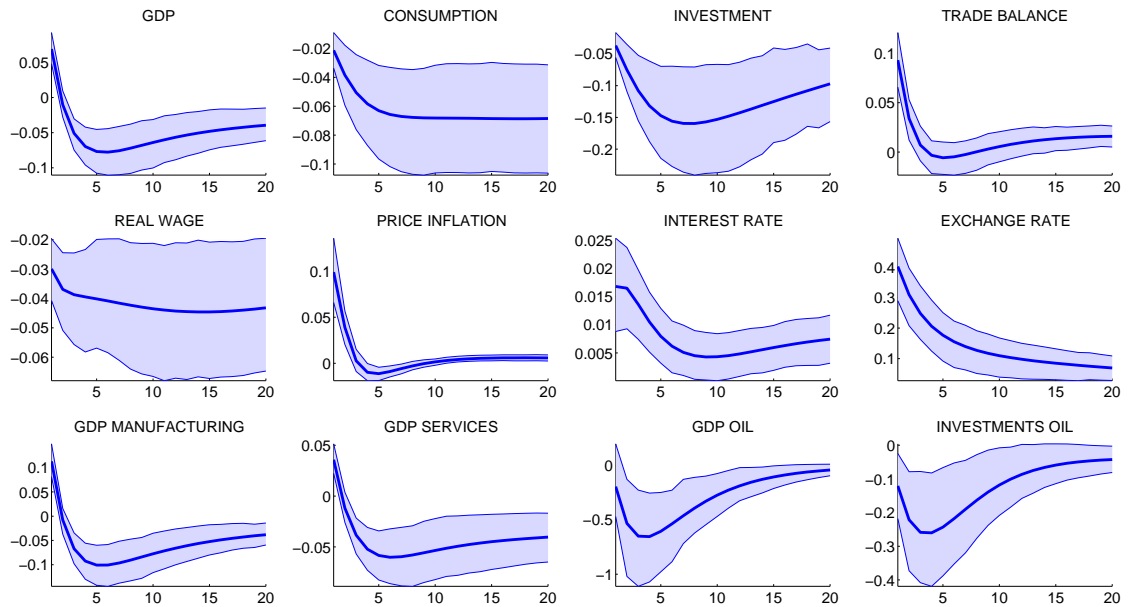 GDP
0.05
0
−0.05
−0.1
5 10 15 20
CONSUMPTION
−0.02
−0.04
−0.06
−0.08
−0.1
5 10 15 20
INVESTMENT
−0.05
−0.1
−0.15
−0.2
5 10 15 20
TRADE BALANCE
0.1
0.05
0
5 10 15 20
REAL WAGE
−0.02
−0.03
−0.04
−0.05
−0.06
5 10 15 20
PRICE INFLATION
0.1
0.05
0
5 10 15 20
INTEREST RATE
0.025
0.02
0.015
0.01
0.005
5 10 15 20
EXCHANGE RATE
0.4
0.3
0.2
0.1
5 10 15 20
GDP MANUFACTURING
0.1
0.05
0
−0.05
−0.1
5 10 15 20
GDP SERVICES
0.05
0
−0.05
5 10 15 20
GDP OIL
0
−0.5
−1
5 10 15 20
INVESTMENTS OIL
0
−0.1
−0.2
−0.3
−0.4
5 10 15 20